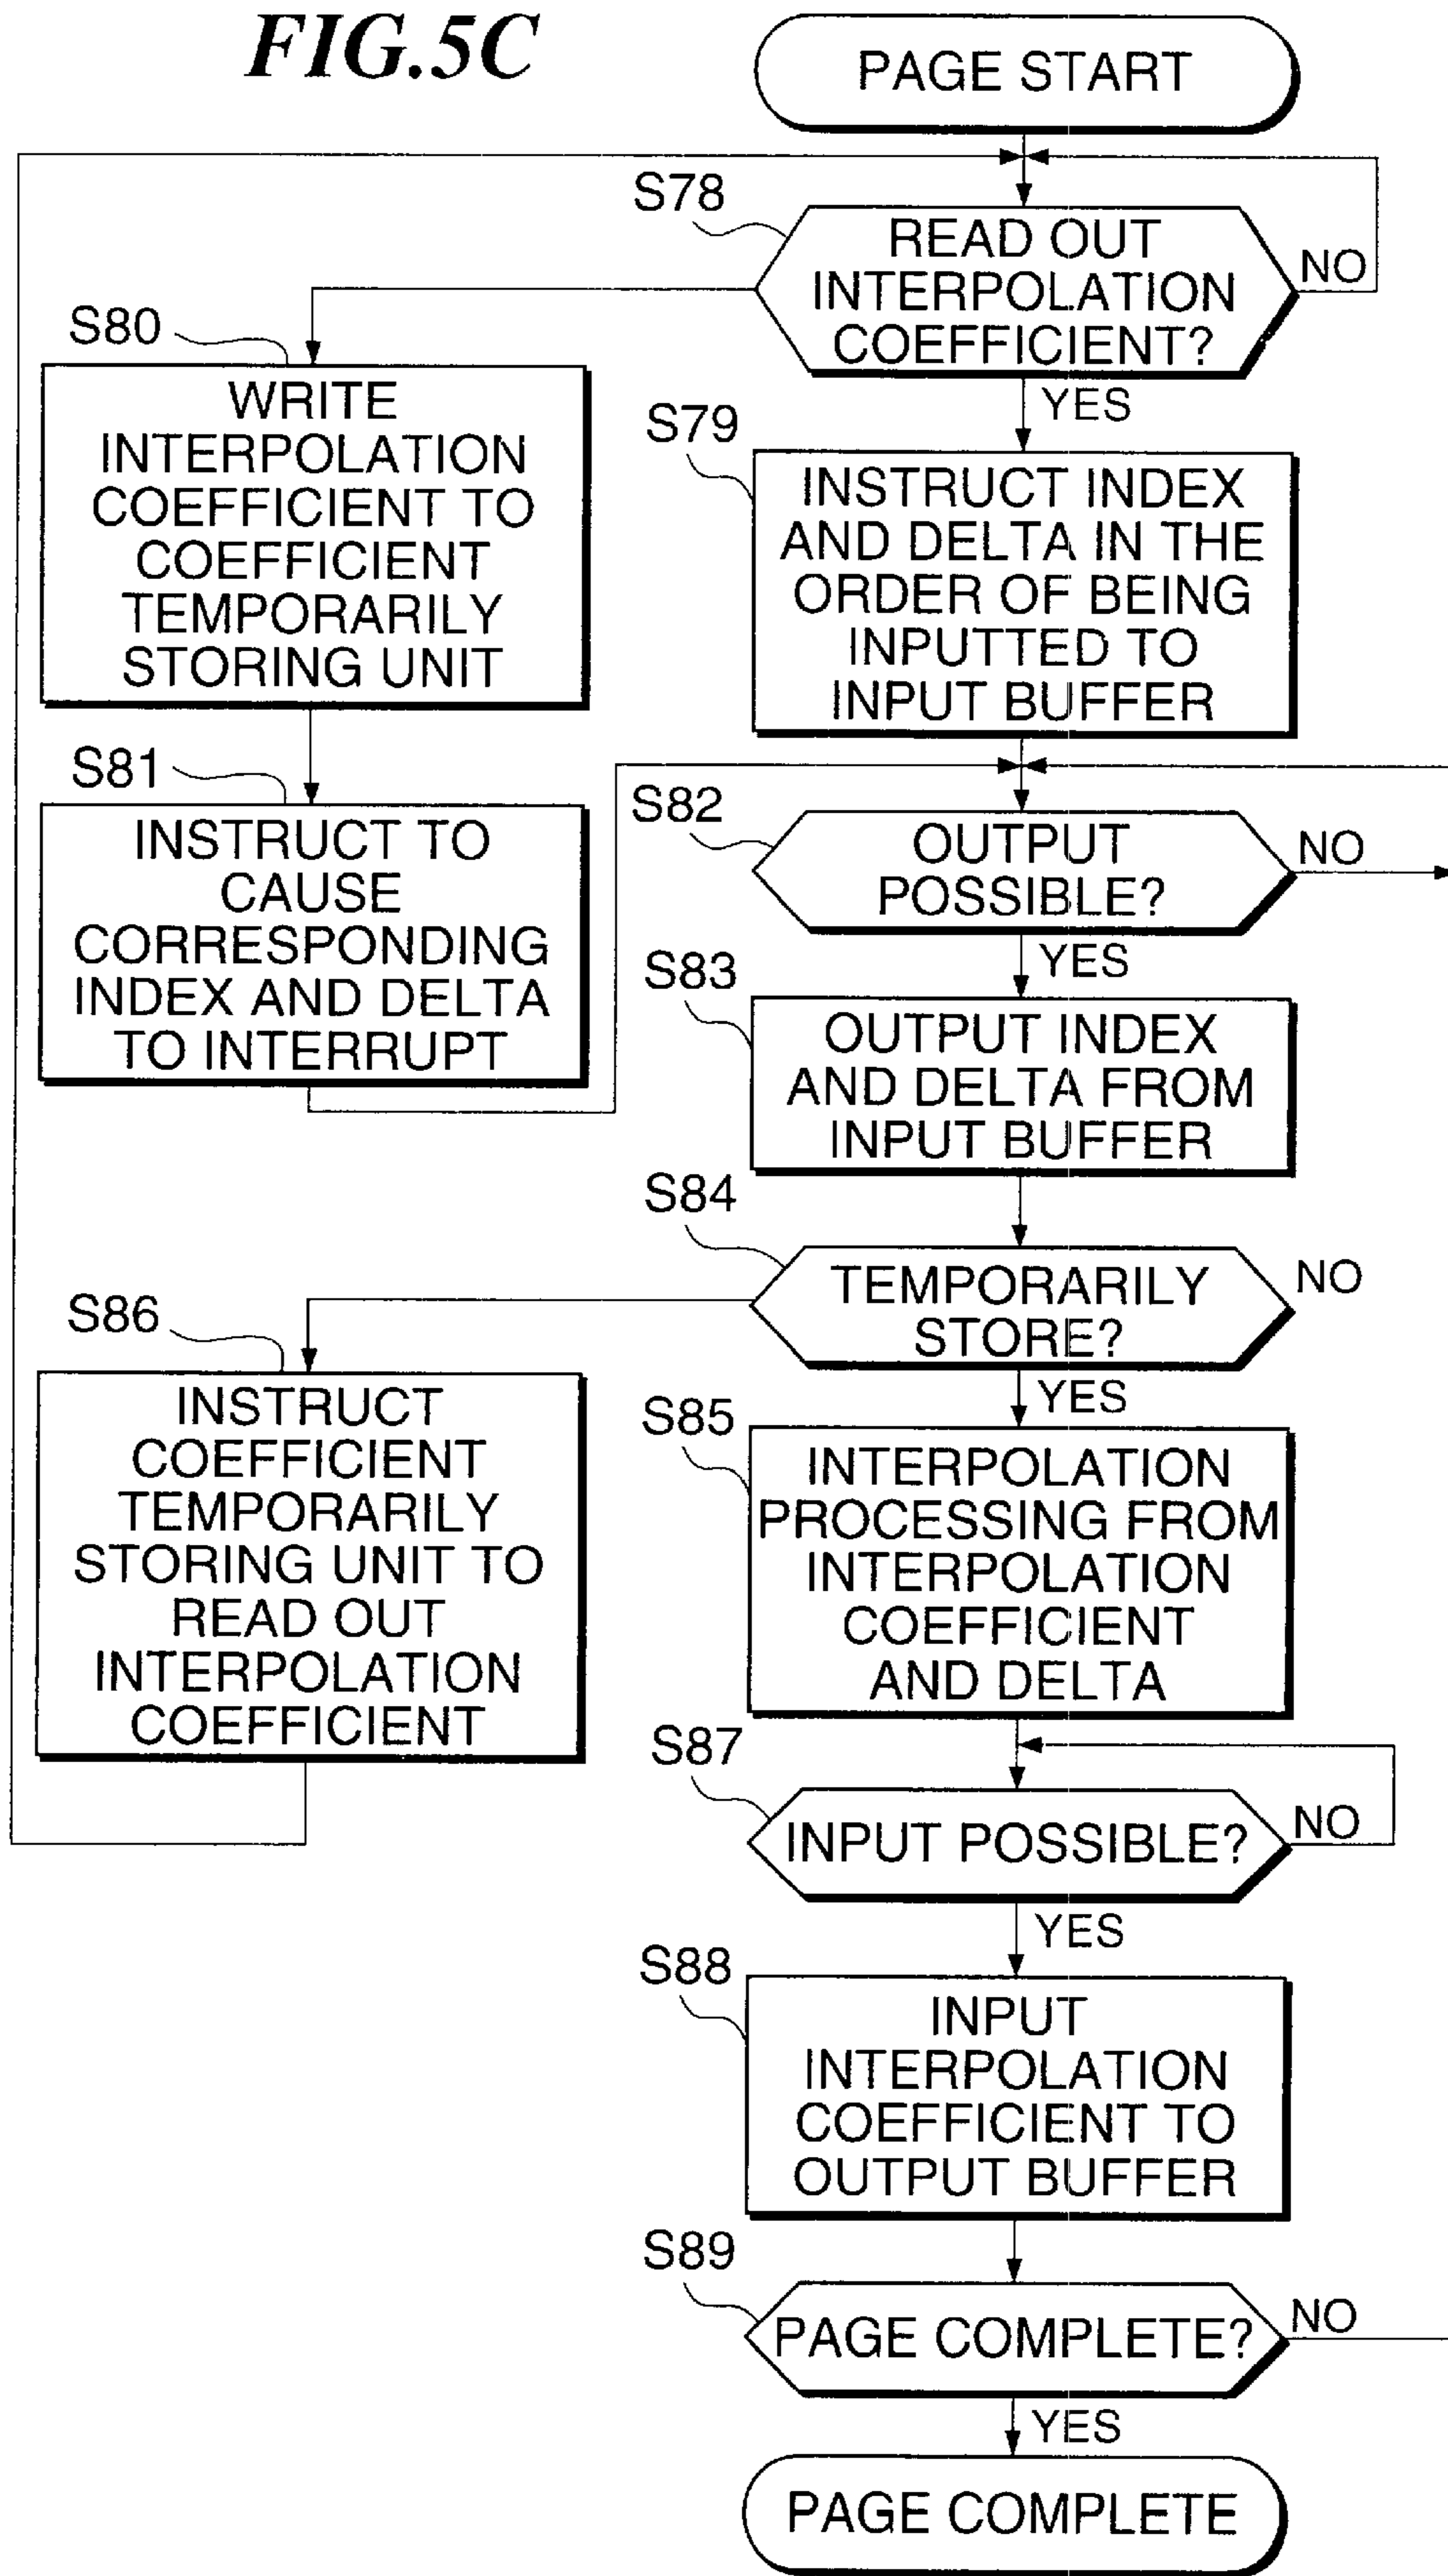 FIG.5C
PAGE START
S78
READ OUT
INTERPOLATION
COEFFICIENT?
NO
YES
S80
WRITE
INTERPOLATION
COEFFICIENT TO
COEFFICIENT
TEMPORARILY
STORING UNIT
S79
INSTRUCT INDEX
AND DELTA IN THE
ORDER OF BEING
INPUTTED TO
INPUT BUFFER
S81
INSTRUCT TO
CAUSE
CORRESPONDING
INDEX AND DELTA
TO INTERRUPT
S82
OUTPUT
POSSIBLE?
NO
YES
S83
OUTPUT INDEX
AND DELTA FROM
INPUT BUFFER
S84
TEMPORARILY
STORE?
NO
YES
S86
INSTRUCT
COEFFICIENT
TEMPORARILY
STORING UNIT TO
READ OUT
INTERPOLATION
COEFFICIENT
S85
INTERPOLATION
PROCESSING FROM
INTERPOLATION
COEFFICIENT
AND DELTA
S87
INPUT POSSIBLE?
NO
YES
S88
INPUT
INTERPOLATION
COEFFICIENT TO
OUTPUT BUFFER
S89
PAGE COMPLETE?
NO
YES
PAGE COMPLETE